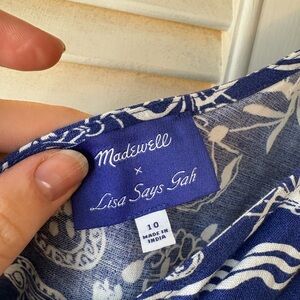 Madewell
x
Lisa Says Gah
10
MADE IN
INDIA